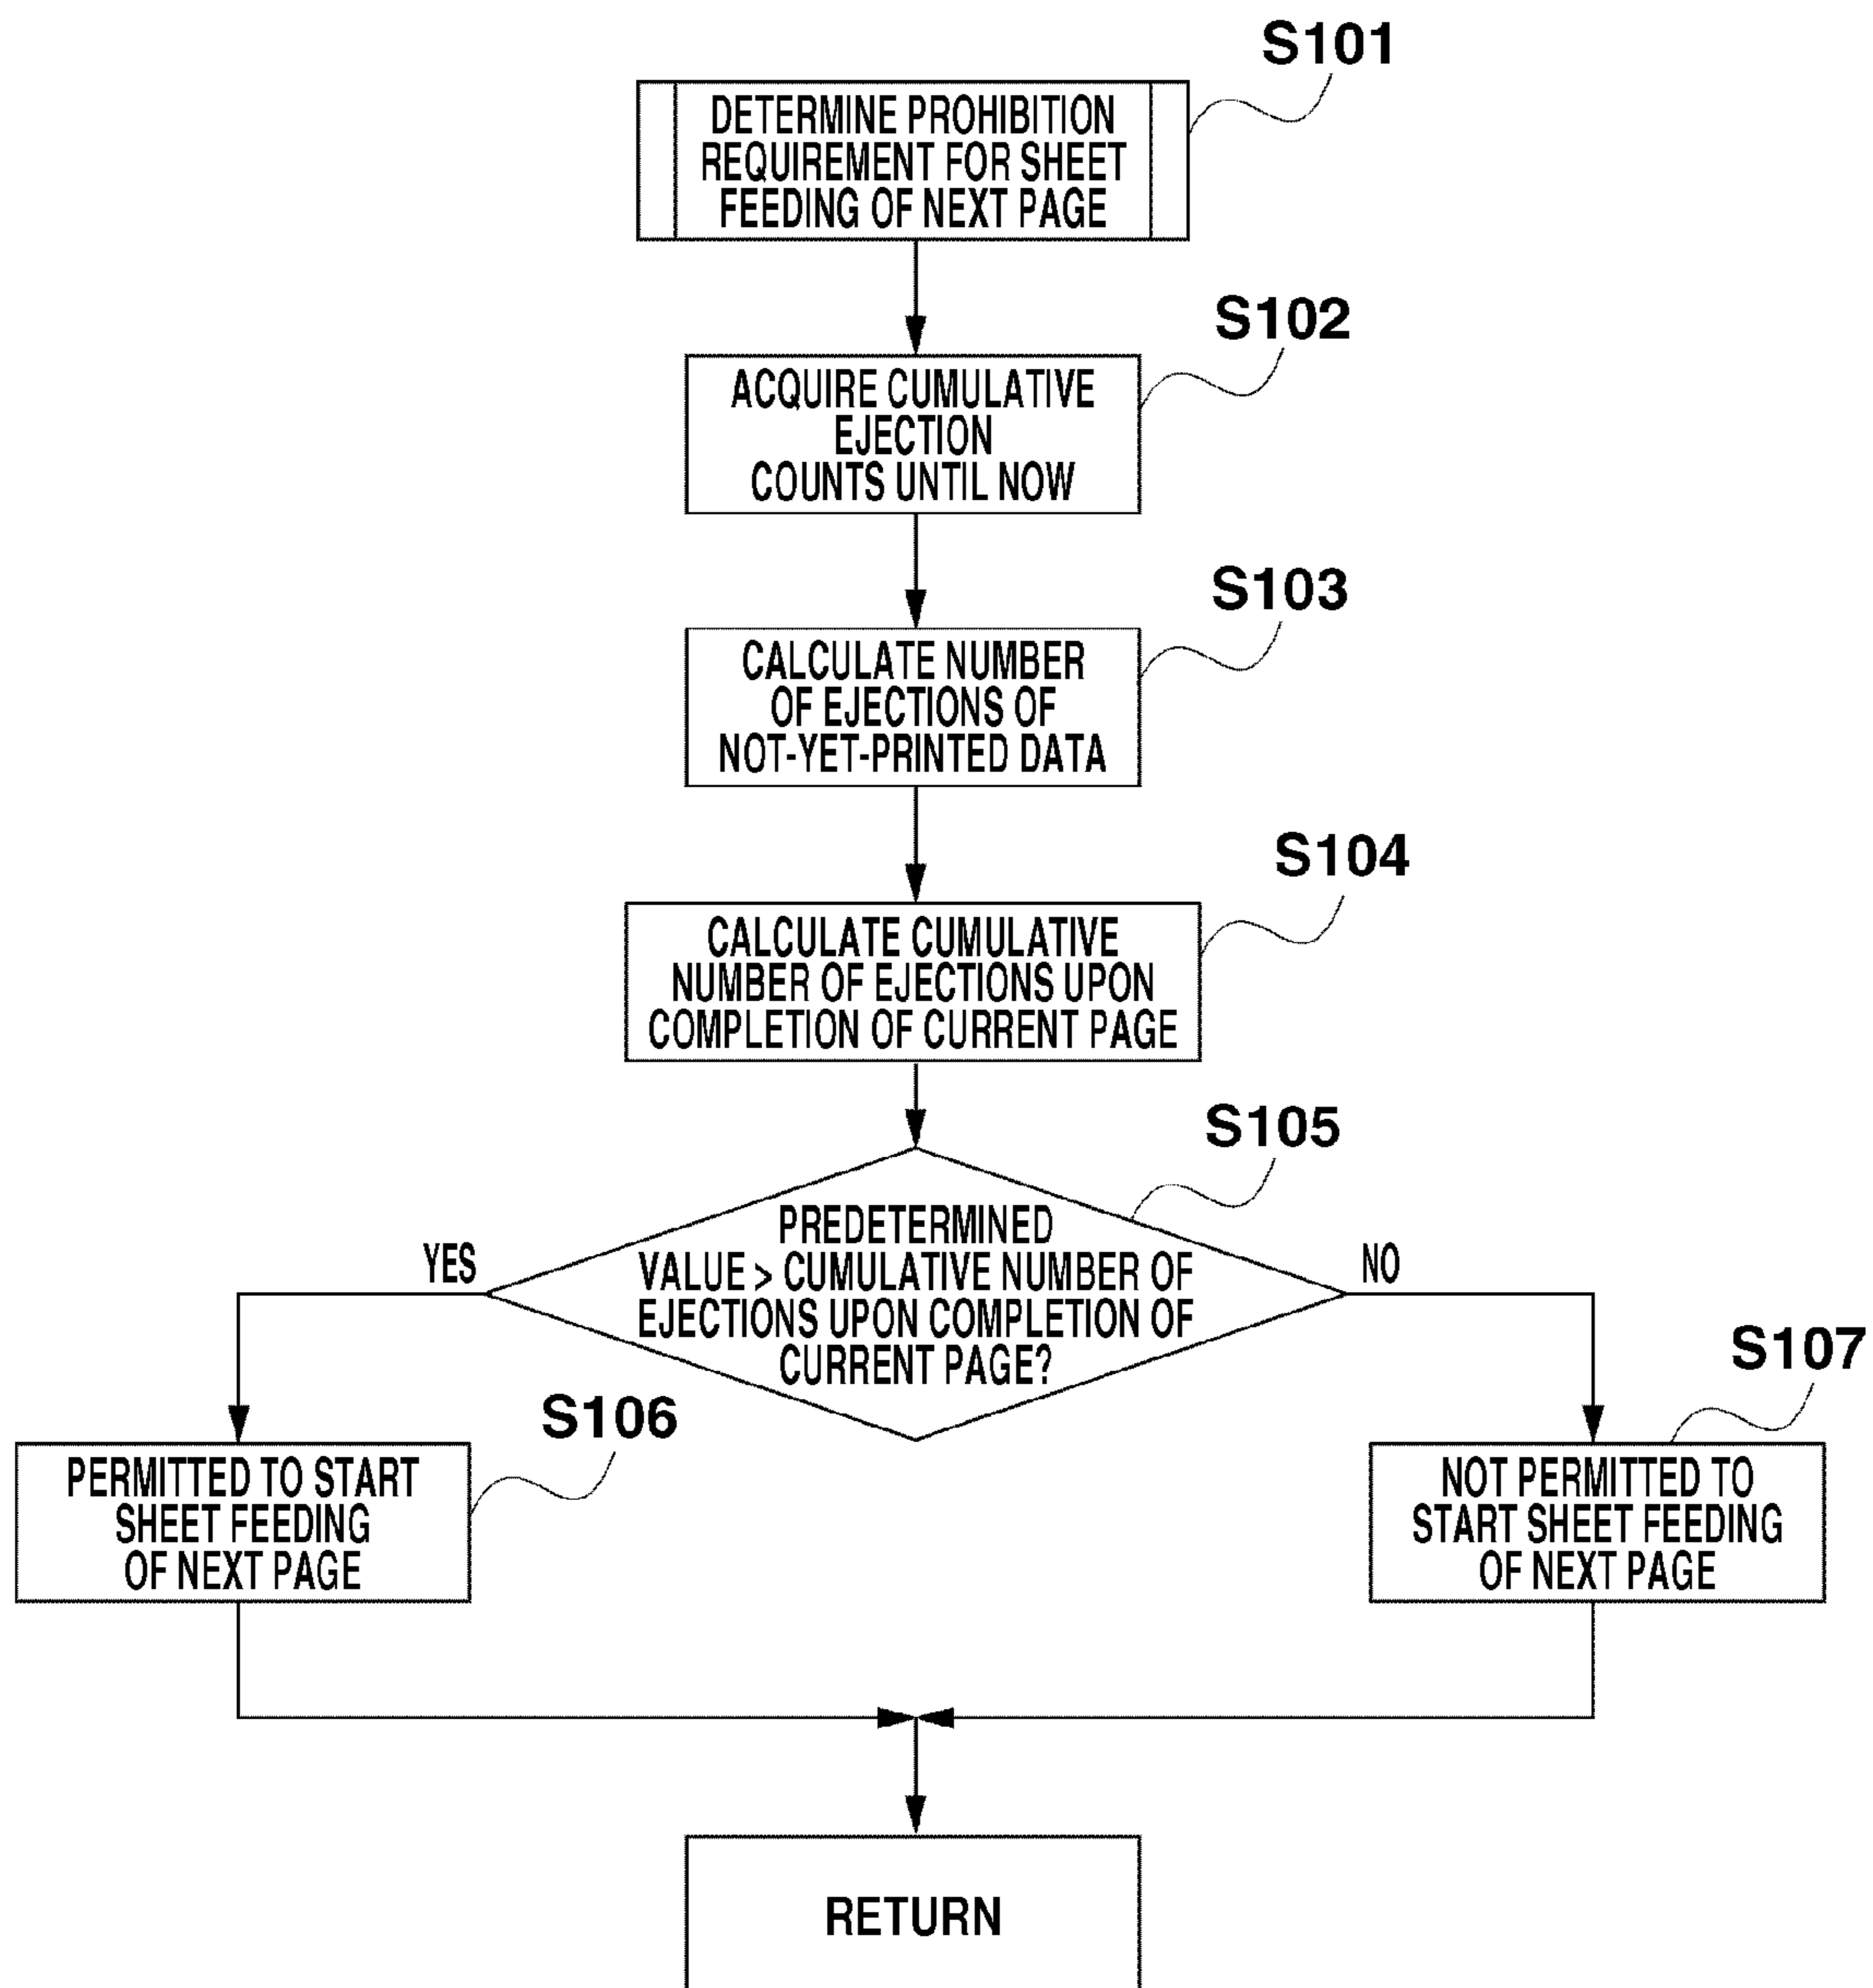 S101
DETERMINE PROHIBITION
REQUIREMENT FOR SHEET
FEEDING OF NEXT PAGE
S102
ACQUIRE CUMULATIVE
EJECTION
COUNTS UNTIL NOW
S103
CALCULATE NUMBER
OF EJECTIONS OF
NOT-YET-PRINTED DATA
S104
CALCULATE CUMULATIVE
NUMBER OF EJECTIONS UPON
COMPLETION OF CURRENT PAGE
S105
PREDETERMINED
VALUE > CUMULATIVE NUMBER OF
EJECTIONS UPON COMPLETION OF
CURRENT PAGE?
YES
NO
S106
PERMITTED TO START
SHEET FEEDING
OF NEXT PAGE
S107
NOT PERMITTED TO
START SHEET FEEDING
OF NEXT PAGE
RETURN